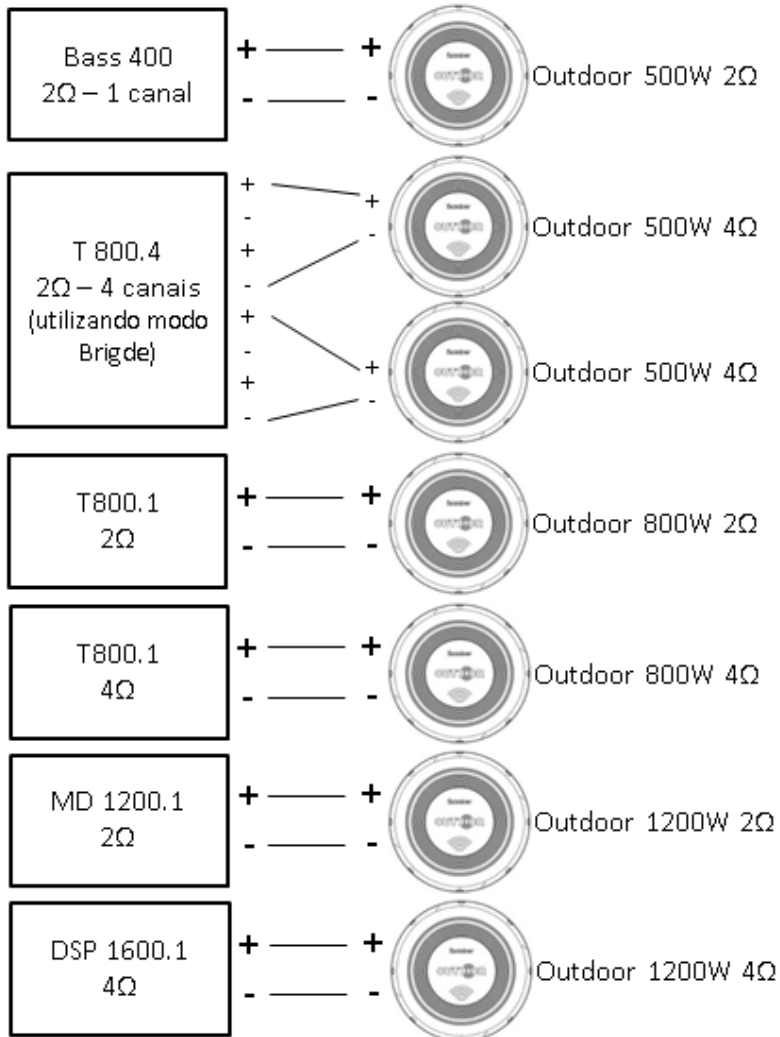 Bass 400
2Ω – 1 canal
+ +
- -
Outdoor 500W 2Ω
T 800.4
2Ω – 4 canais
(utilizando modo
Brigde)
+
-
+
-
+
-
+
-
+
-
Outdoor 500W 4Ω
+
-
Outdoor 500W 4Ω
T800.1
2Ω
+ +
- -
Outdoor 800W 2Ω
T800.1
4Ω
+ +
- -
Outdoor 800W 4Ω
MD 1200.1
2Ω
+ +
- -
Outdoor 1200W 2Ω
DSP 1600.1
4Ω
+ +
- -
Outdoor 1200W 4Ω